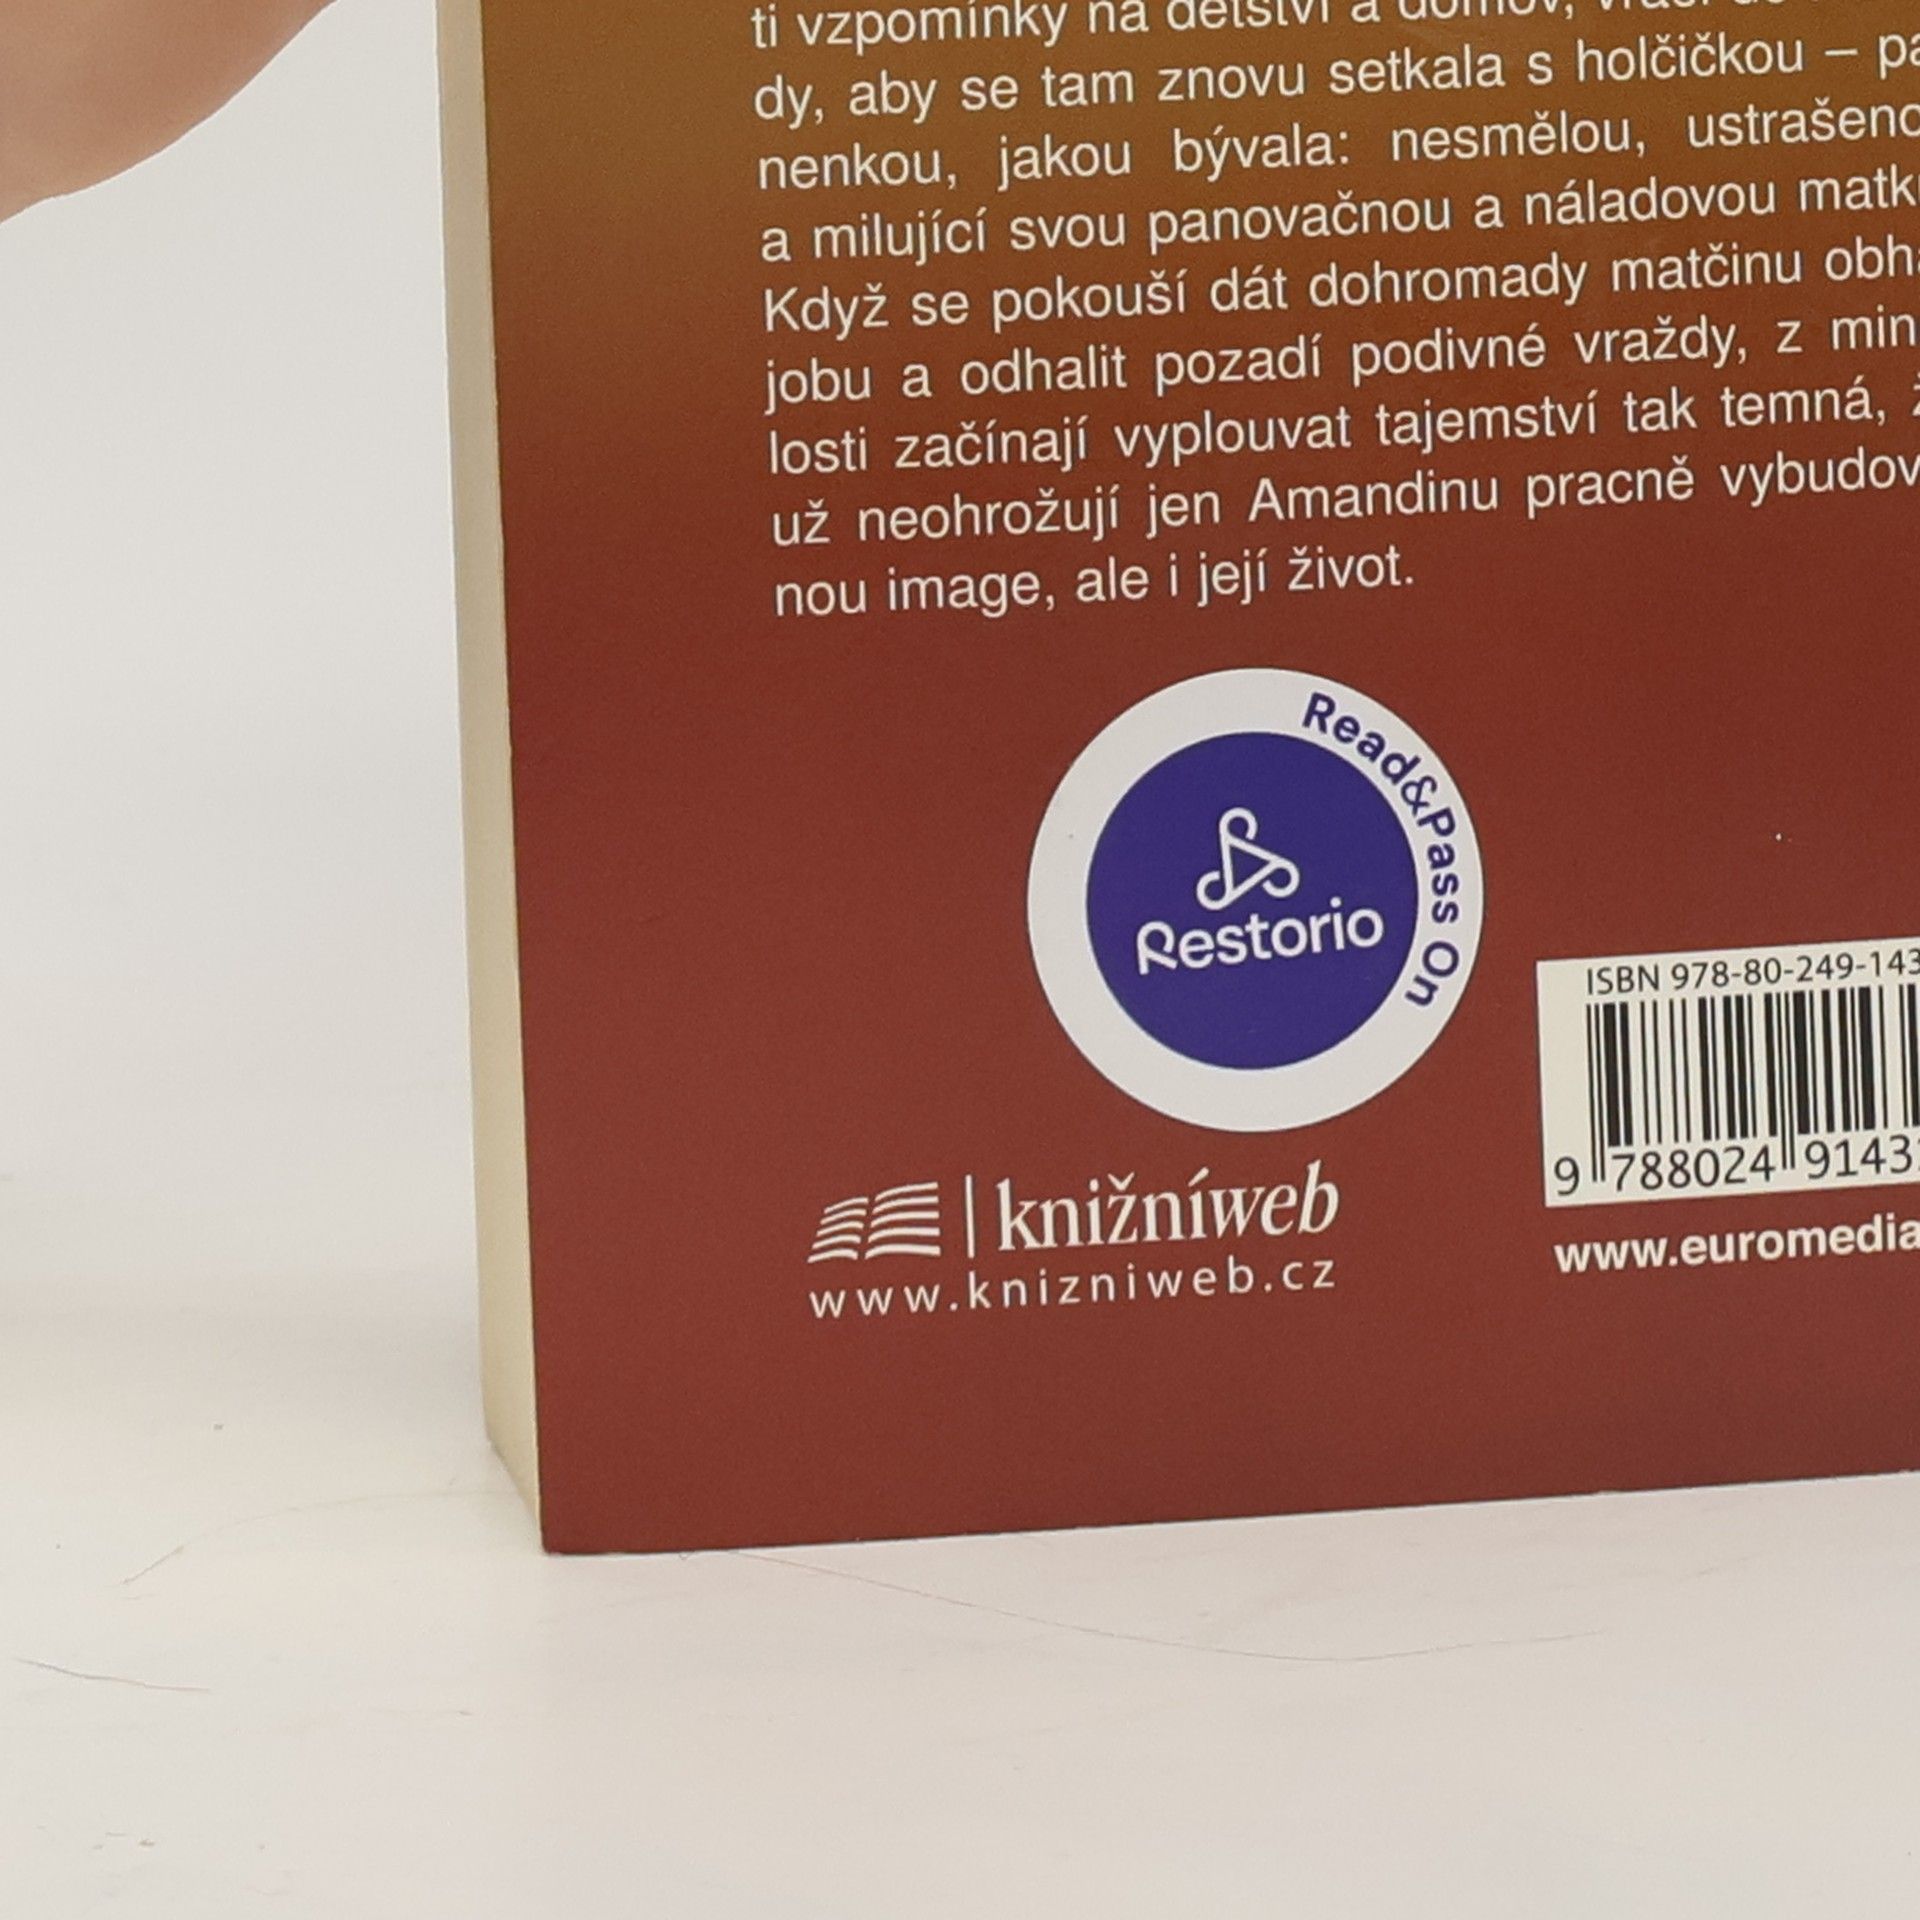 ti vzpomínky na dětství a domov,
dy, aby se tam znovu setkala s holčičkou – pa
nenkou, jakou bývala: nesmělou, ustrašeno
a milující svou panovačnou a náladovou matk
Když se pokouší dát dohromady matčinu obha
jobu a odhalit pozadí podivné vraždy, z min
losti začínají vyplouvat tajemství tak temná, ž
už neohrožují jen Amandinu pracně vybudov
nou image, ale i její život.
Read&Pass On
Restorio
ISBN 978-80-249-143
9 788024 9143
knižníweb
www.knizniweb.cz
www.euromedia